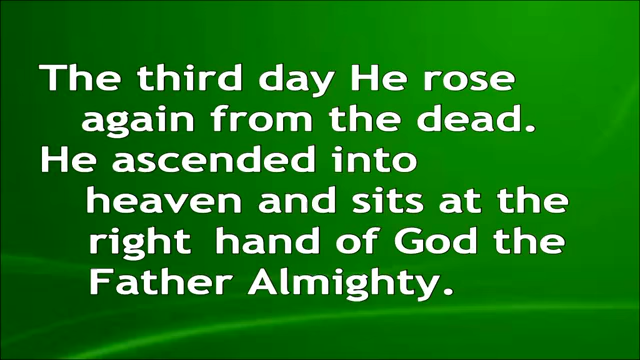 The third day He rose
again from the dead.
He ascended into
heaven and sits at the
right hand of God the
Father Almighty.